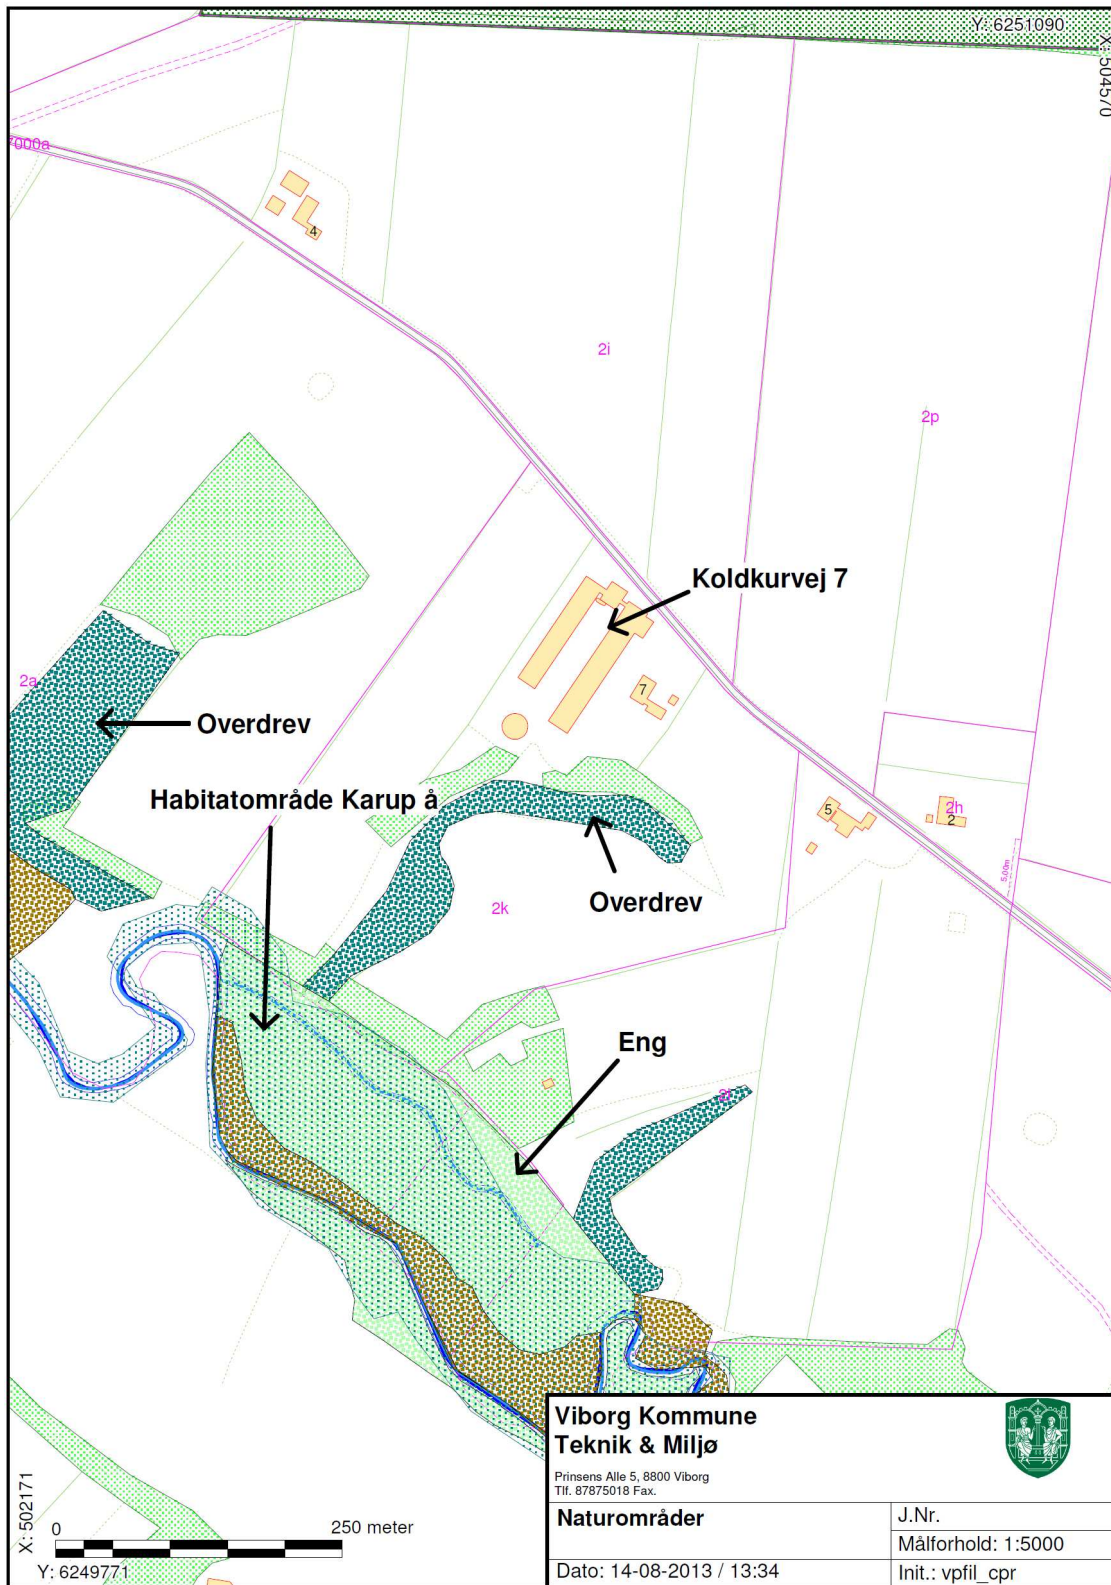 Y: 6251090
X: 504570
7000a
4
2i
2p
Koldkurvej 7
7
2a
Overdrev
Habitatområde Karup å
5
2h
2
5.00m
Overdrev
2k
Eng
Viborg Kommune
Teknik & Miljø
Prinsens Alle 5, 8800 Viborg
Tlf. 87875018 Fax.
Naturområder
J.Nr.
Målforhold: 1:5000
Dato: 14-08-2013 / 13:34
Init.: vpfil_cpr
X: 502171
0
250 meter
Y: 6249771